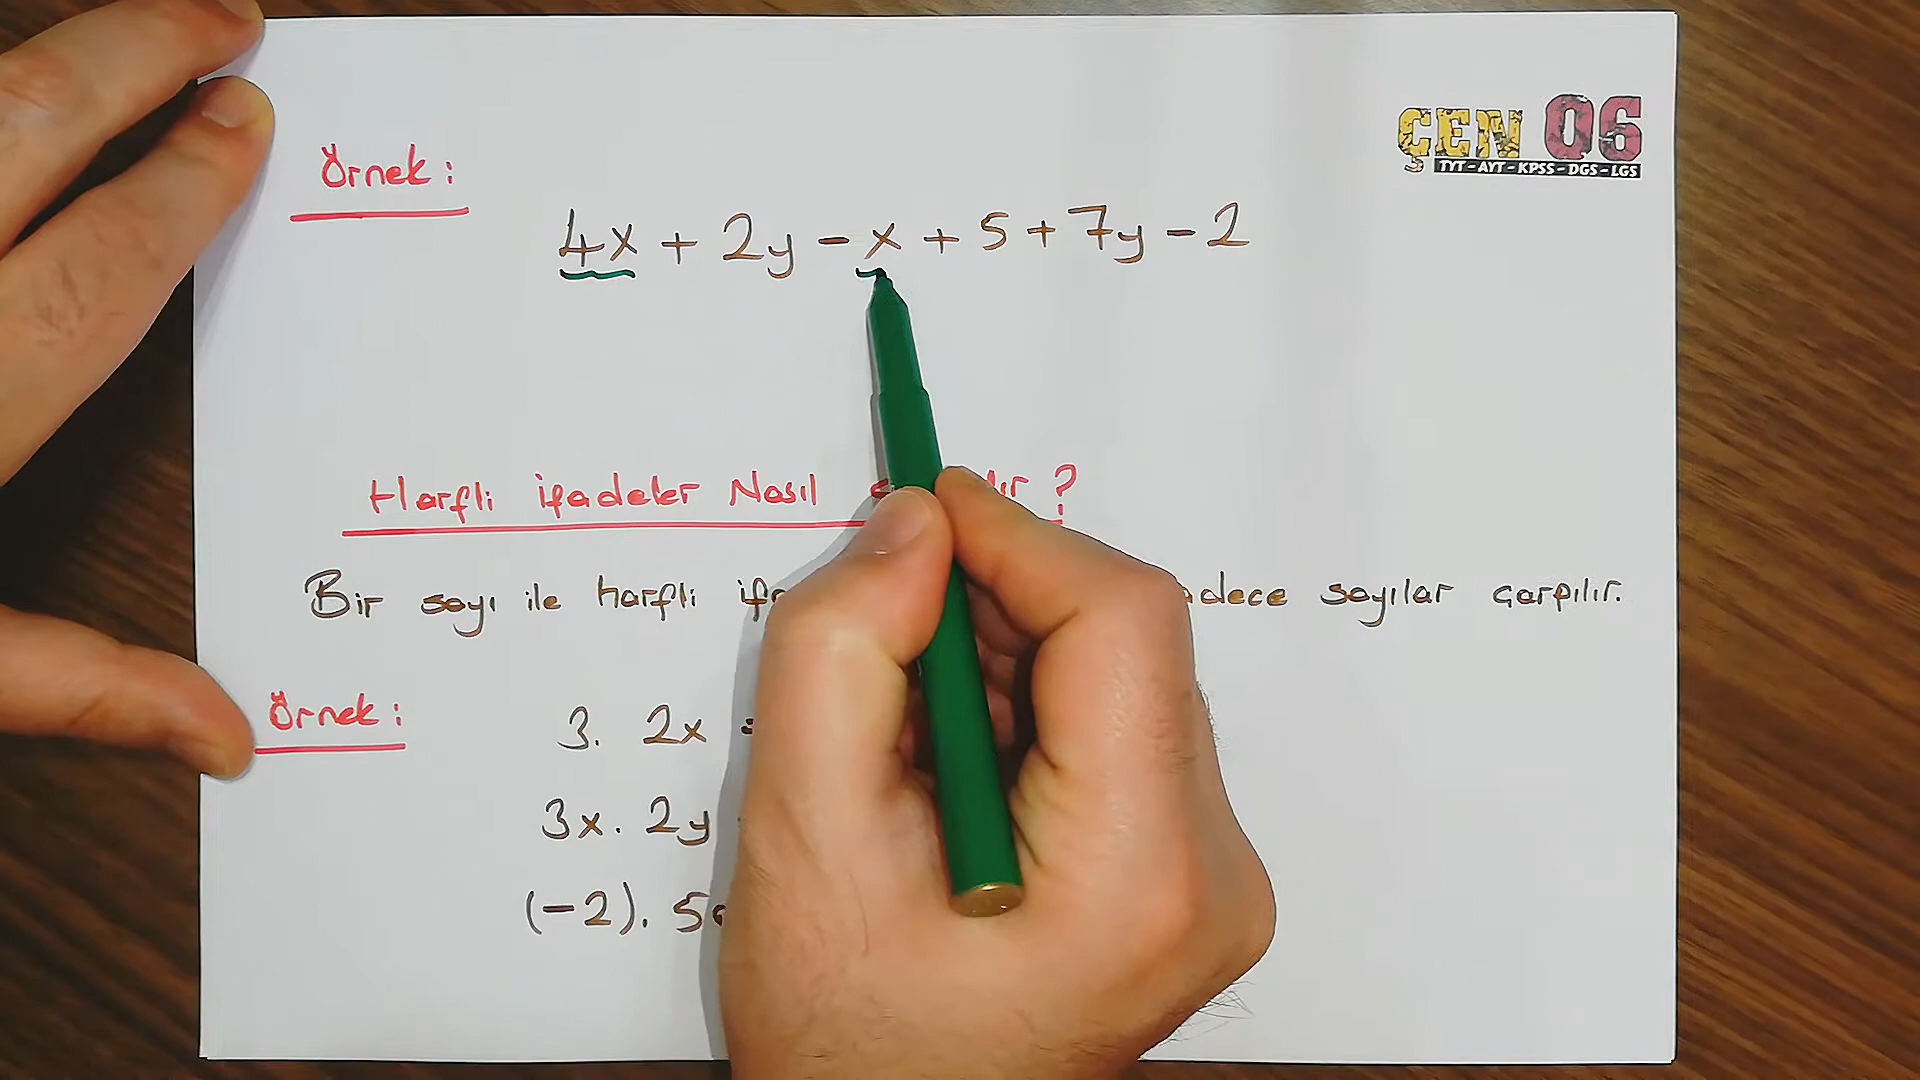 ÇEN 06
TYT - AYT - KPSS - DGS - LGS
Örnek :
4x + 2y - x + 5 + 7y - 2
Harfli ifadeler Nasıl ?
Bir sayı ile harfli sayılar çarpılır.
Örnek :
3. 2x =
3x. 2y
(-2). 5